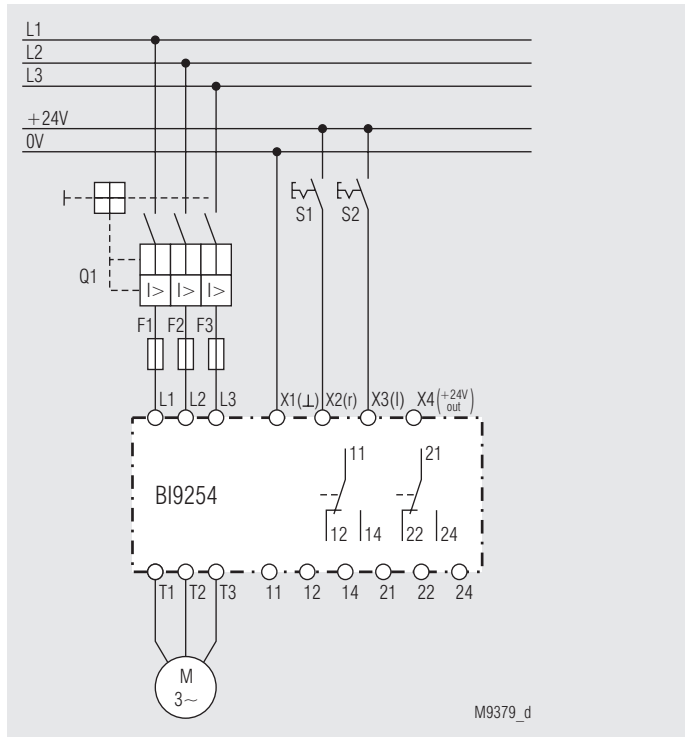 L1
L2
L3
+24V
0V
S1 S2
Q1
I> I> I>
F1 F2 F3
L1 L2 L3 X1(⊥) X2(r) X3(l) X4(+24V out)
11 21
BI9254
12 14 22 24
T1 T2 T3 11 12 14 21 22 24
M
3~
M9379_d